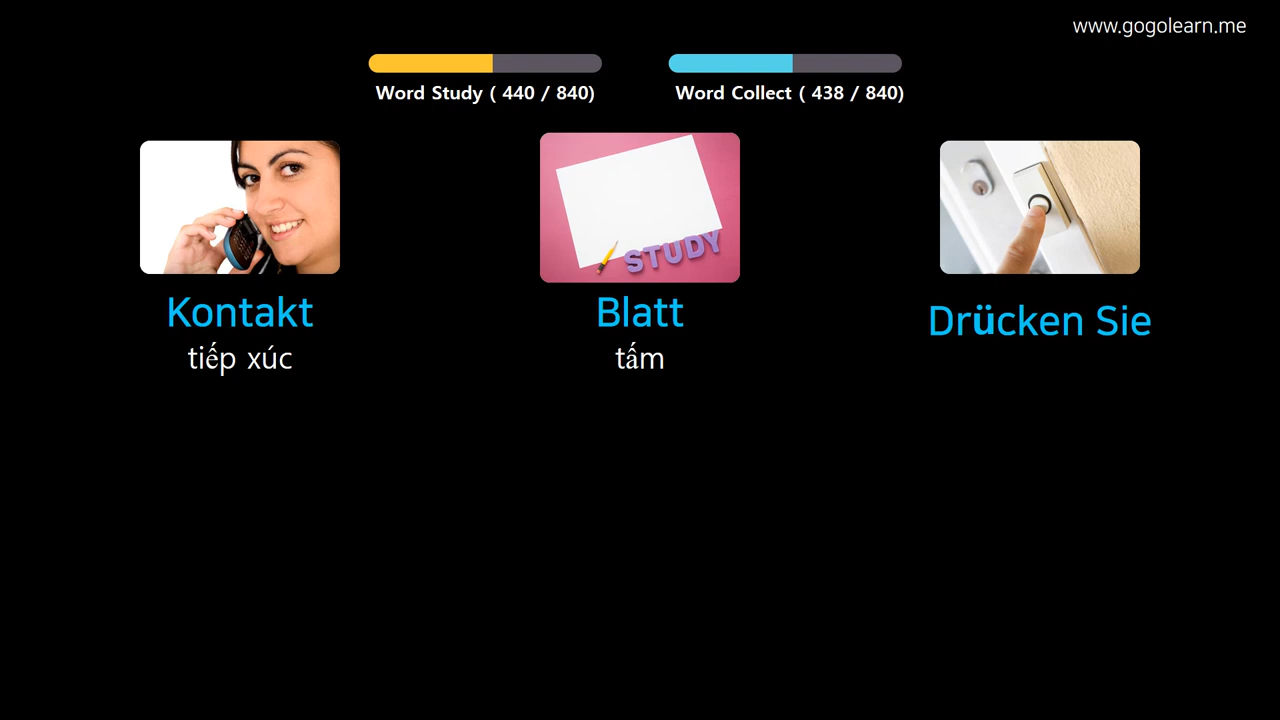 www.gogolearn.me
Word Study ( 440 / 840)
Word Collect ( 438 / 840)
STUDY
Kontakt
tiếp xúc
Blatt
tấm
Drücken Sie